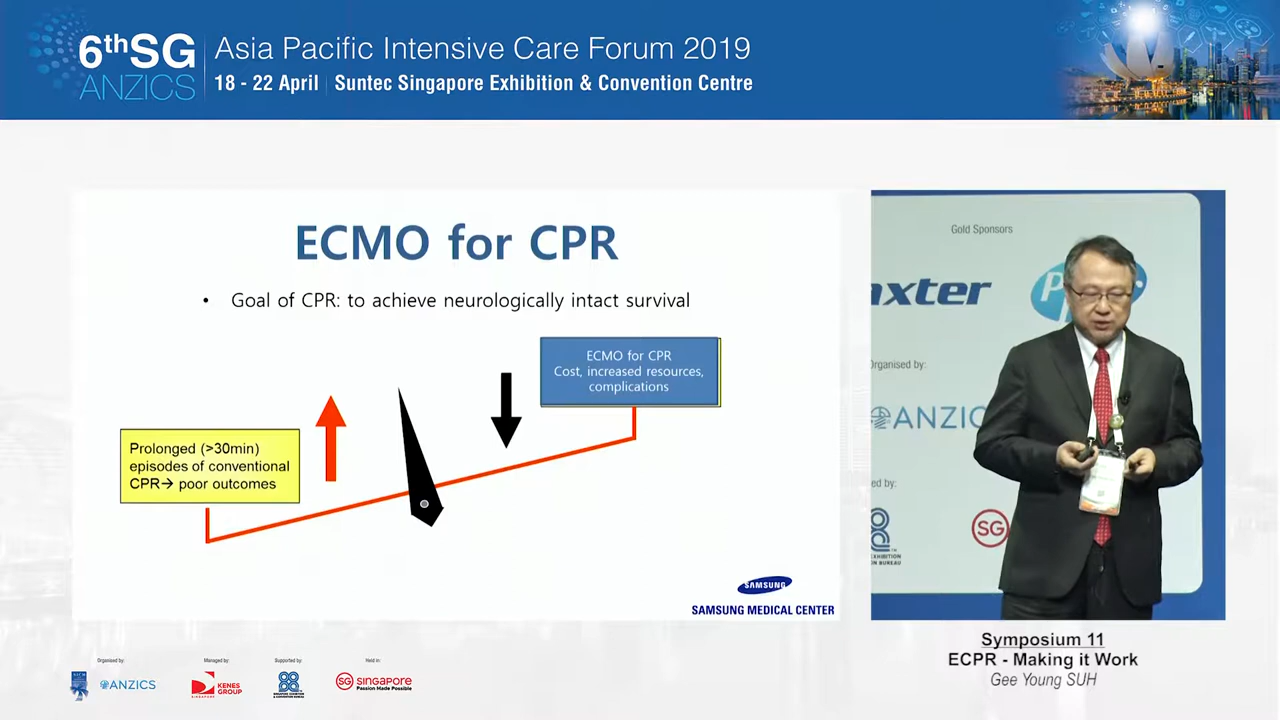 6thSG
ANZICS
Asia Pacific Intensive Care Forum 2019
18 - 22 April | Suntec Singapore Exhibition & Convention Centre
ECMO for CPR
• Goal of CPR: to achieve neurologically intact survival
ECMO for CPR
Cost, increased resources,
complications
Prolonged (>30min)
episodes of conventional
CPR→ poor outcomes
SAMSUNG
SAMSUNG MEDICAL CENTER
Gold Sponsors
axter
P
Organised by:
ANZIC
ed by:
SG
EXHIBITION
ON BUREAU
Symposium 11
ECPR - Making it Work
Gee Young SUH
Organised by:
ANZICS
Managed by:
KENES
GROUP
Supported by:
Held in:
SG singapore
Passion Made Possible